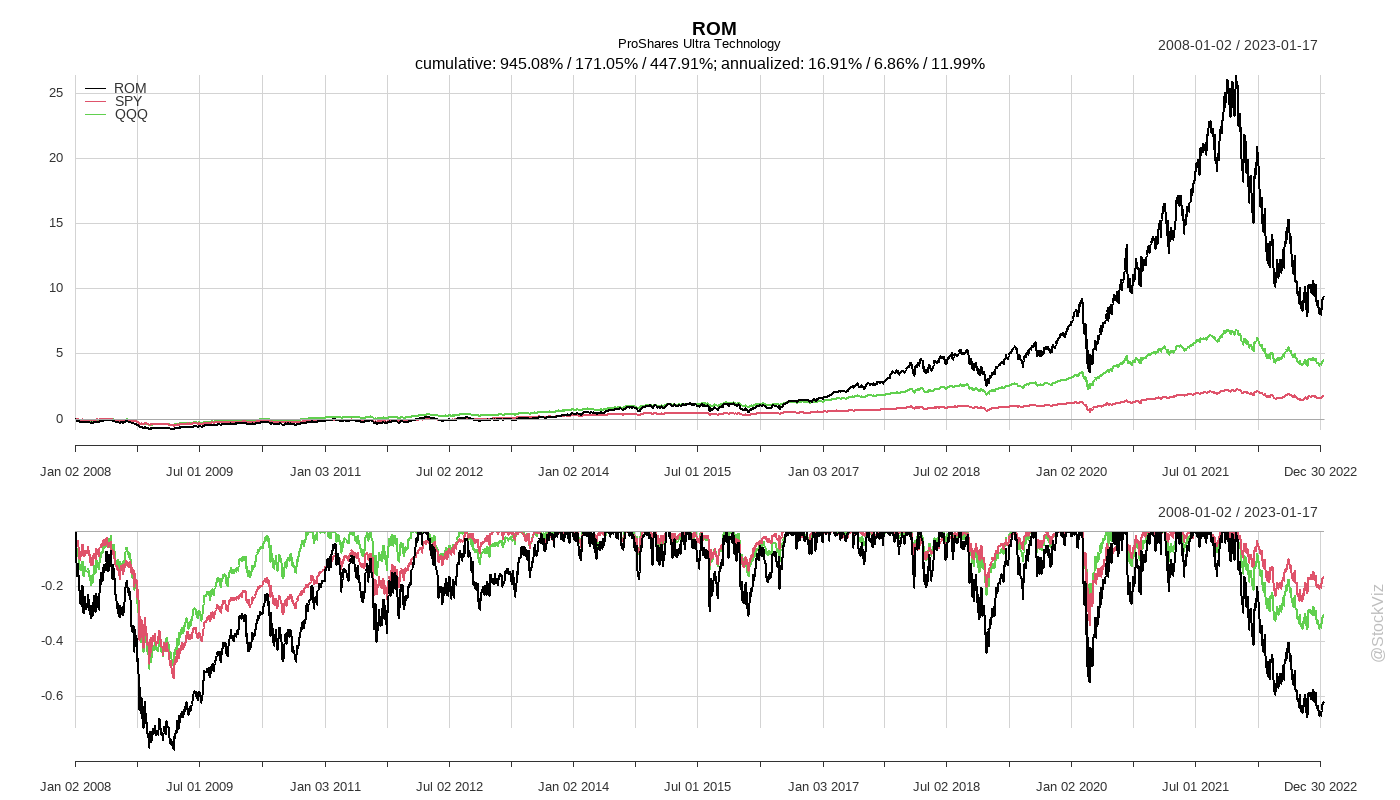 ROM
ProShares Ultra Technology
2008-01-02 / 2023-01-17
cumulative: 945.08% / 171.05% / 447.91%; annualized: 16.91% / 6.86% / 11.99%
ROM
SPY
QQQ
25
20
15
10
5
0
Jan 02 2008 Jul 01 2009 Jan 03 2011 Jul 02 2012 Jan 02 2014 Jul 01 2015 Jan 03 2017 Jul 02 2018 Jan 02 2020 Jul 01 2021 Dec 30 2022
2008-01-02 / 2023-01-17
-0.2
-0.4
-0.6
Jan 02 2008 Jul 01 2009 Jan 03 2011 Jul 02 2012 Jan 02 2014 Jul 01 2015 Jan 03 2017 Jul 02 2018 Jan 02 2020 Jul 01 2021 Dec 30 2022
@StockViz